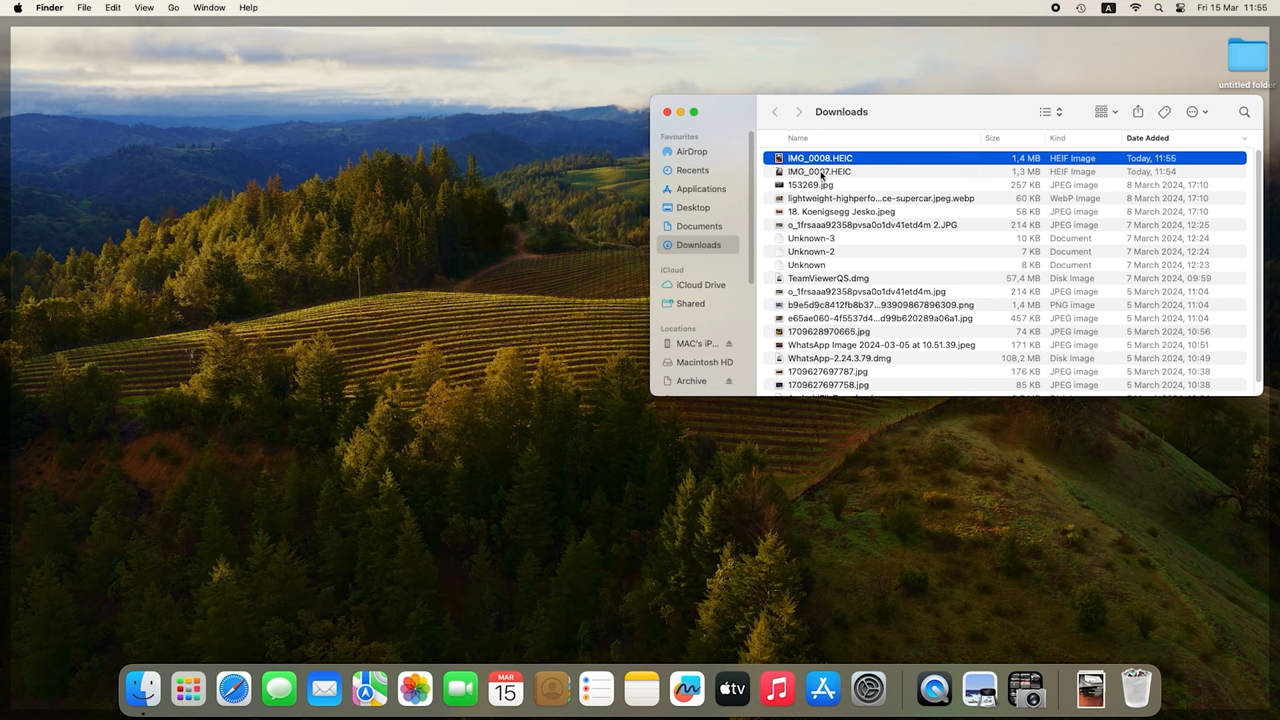 Finder File Edit View Go Window Help A Fri 15 Mar 11:55
untitled folder
Downloads
Favourites
AirDrop
Recents
Applications
Desktop
Documents
Downloads
iCloud
iCloud Drive
Shared
Locations
MAC's iP...
Macintosh HD
Archive
Name Size Kind Date Added
IMG_0008.HEIC 1,4 MB HEIF Image Today, 11:55
IMG_0007.HEIC 1,3 MB HEIF Image Today, 11:54
153269.jpg 257 KB JPEG image 8 March 2024, 17:10
lightweight-highperfo...ce-supercar.jpeg.webp 60 KB WebP Image 8 March 2024, 17:10
18. Koenigsegg Jesko.jpeg 58 KB JPEG image 8 March 2024, 17:10
o_1frsaaa92358pvsa0o1dv41etd4m 2.JPG 214 KB JPEG image 7 March 2024, 12:25
Unknown-3 10 KB Document 7 March 2024, 12:24
Unknown-2 7 KB Document 7 March 2024, 12:24
Unknown 8 KB Document 7 March 2024, 12:23
TeamViewerQS.dmg 57,4 MB Disk Image 7 March 2024, 09:59
o_1frsaaa92358pvsa0o1dv41etd4m.jpg 214 KB JPEG image 5 March 2024, 11:04
b9e5d9c8412fb8b37...93909867896309.png 1,4 MB PNG image 5 March 2024, 11:04
e65ae060-4f5537d4...d99b620289a06a1.jpg 457 KB JPEG image 5 March 2024, 11:04
1709628970665.jpg 74 KB JPEG image 5 March 2024, 10:56
WhatsApp Image 2024-03-05 at 10.51.39.jpeg 171 KB JPEG image 5 March 2024, 10:51
WhatsApp-2.24.3.79.dmg 108,2 MB Disk Image 5 March 2024, 10:49
1709627697787.jpg 176 KB JPEG image 5 March 2024, 10:38
1709627697758.jpg 85 KB JPEG image 5 March 2024, 10:38
MAR
15
tv